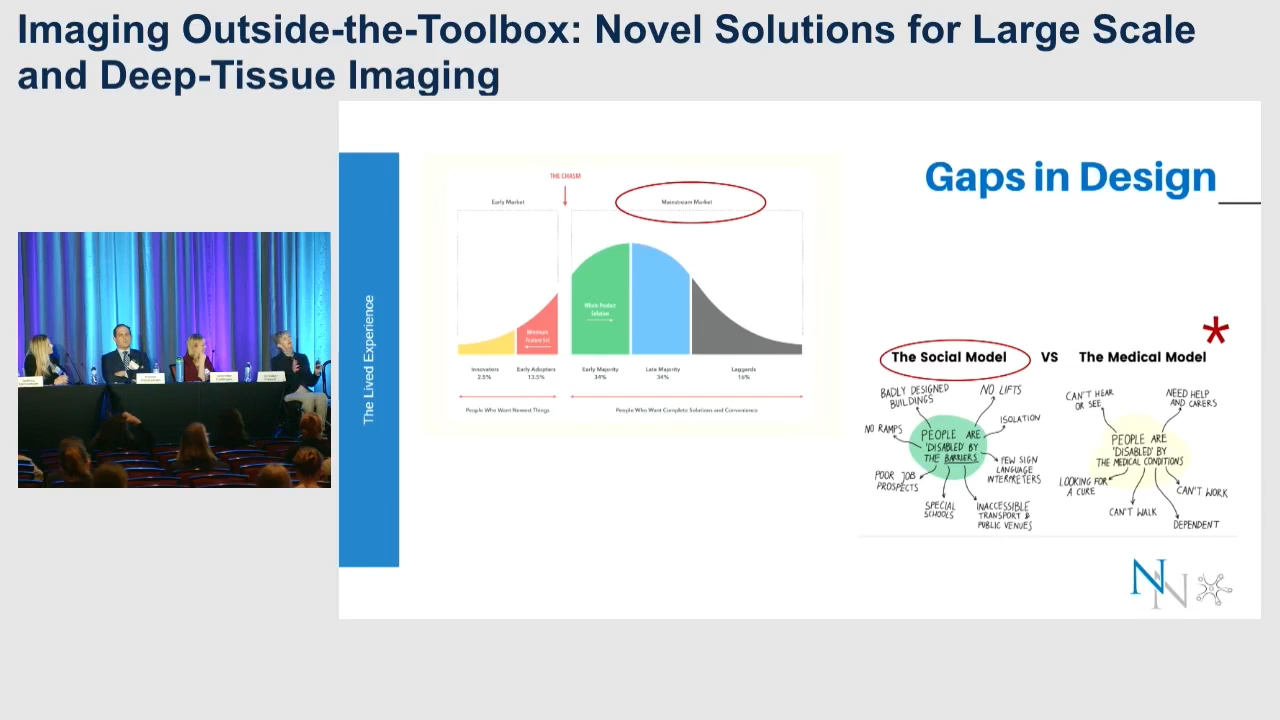 Imaging Outside-the-Toolbox: Novel Solutions for Large Scale
and Deep-Tissue Imaging
The Lived Experience
Gaps in Design
THE CHASM
Early Market
Mainstream Market
Whole Product
Solution
Minimum
Feature Set
Innovators
2.5%
Early Adopters
13.5%
Early Majority
34%
Late Majority
34%
Laggards
16%
People Who Want Newest Things
People Who Want Complete Solutions and Convenience
*
The Social Model
VS
The Medical Model
BADLY DESIGNED
BUILDINGS
NO LIFTS
ISOLATION
NO RAMPS
PEOPLE ARE
'DISABLED' BY
THE BARRIERS
FEW SIGN
LANGUAGE
INTERPRETERS
POOR JOB
PROSPECTS
SPECIAL
SCHOOLS
INACCESSIBLE
TRANSPORT &
PUBLIC VENUES
CAN'T HEAR
OR SEE
NEED HELP
AND CARERS
PEOPLE ARE
'DISABLED' BY
THE MEDICAL CONDITIONS
LOOKING FOR
A CURE
CAN'T WALK
CAN'T WORK
DEPENDENT
NN